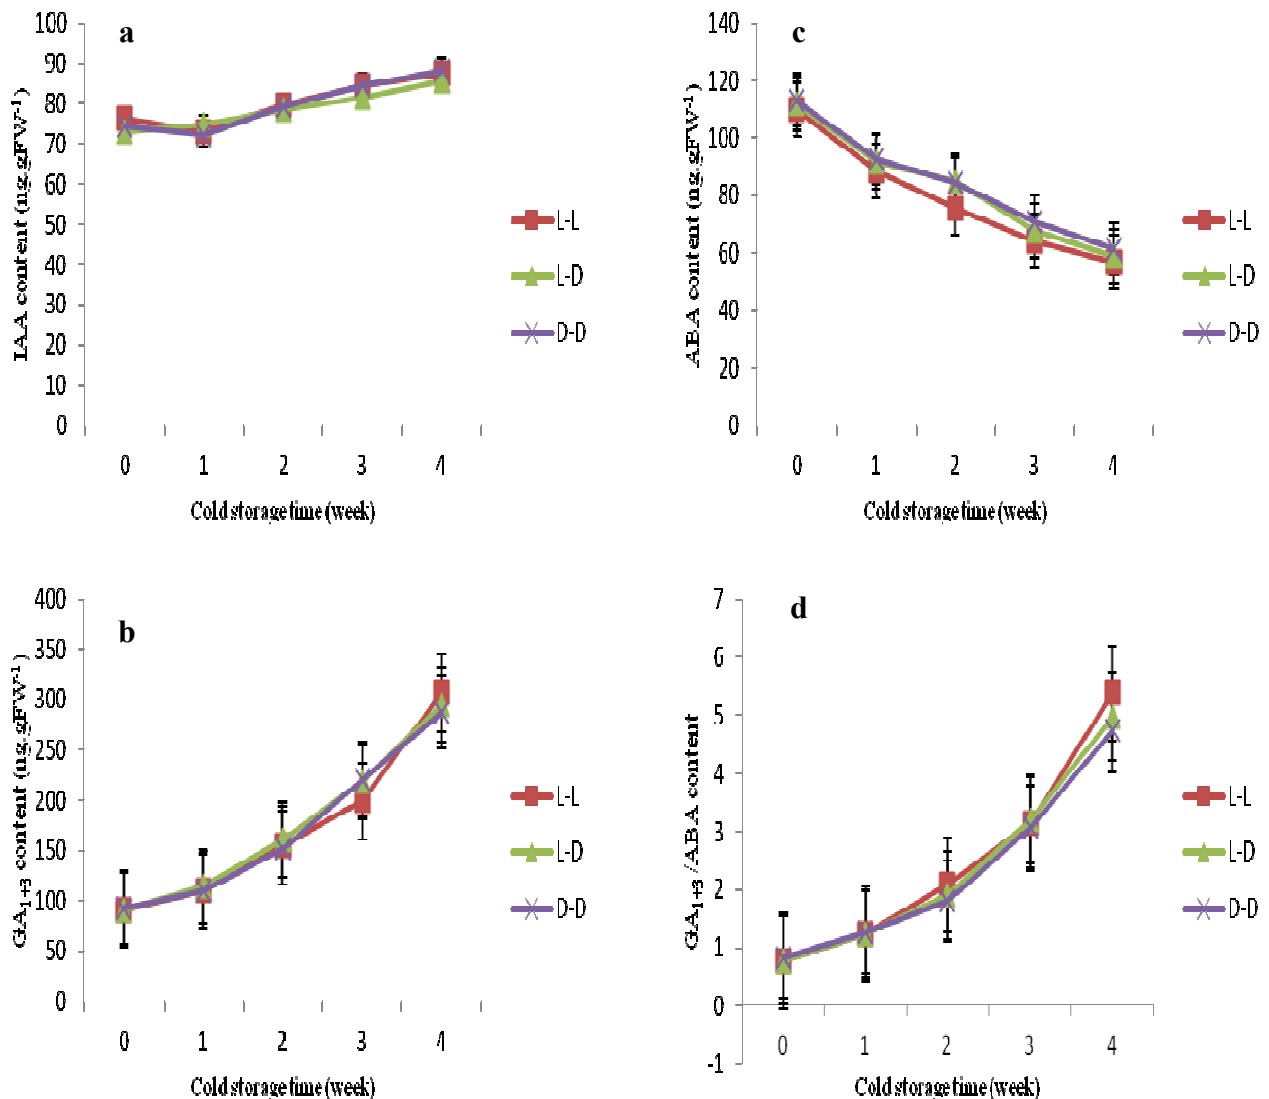 a
IAA content (ng.gFW⁻¹)
100
90
80
70
60
50
40
30
20
10
0
0 1 2 3 4
Cold storage time (week)
L-L
L-D
D-D
c
ABA content (ng.gFW⁻¹)
140
120
100
80
60
40
20
0
0 1 2 3 4
Cold storage time (week)
L-L
L-D
D-D
b
GA₁₊₃ content (ng.gFW⁻¹)
400
350
300
250
200
150
100
50
0
0 1 2 3 4
Cold storage time (week)
L-L
L-D
D-D
d
GA₁₊₃ /ABA content
7
6
5
4
3
2
1
0
-1
0 1 2 3 4
Cold storage time (week)
L-L
L-D
D-D